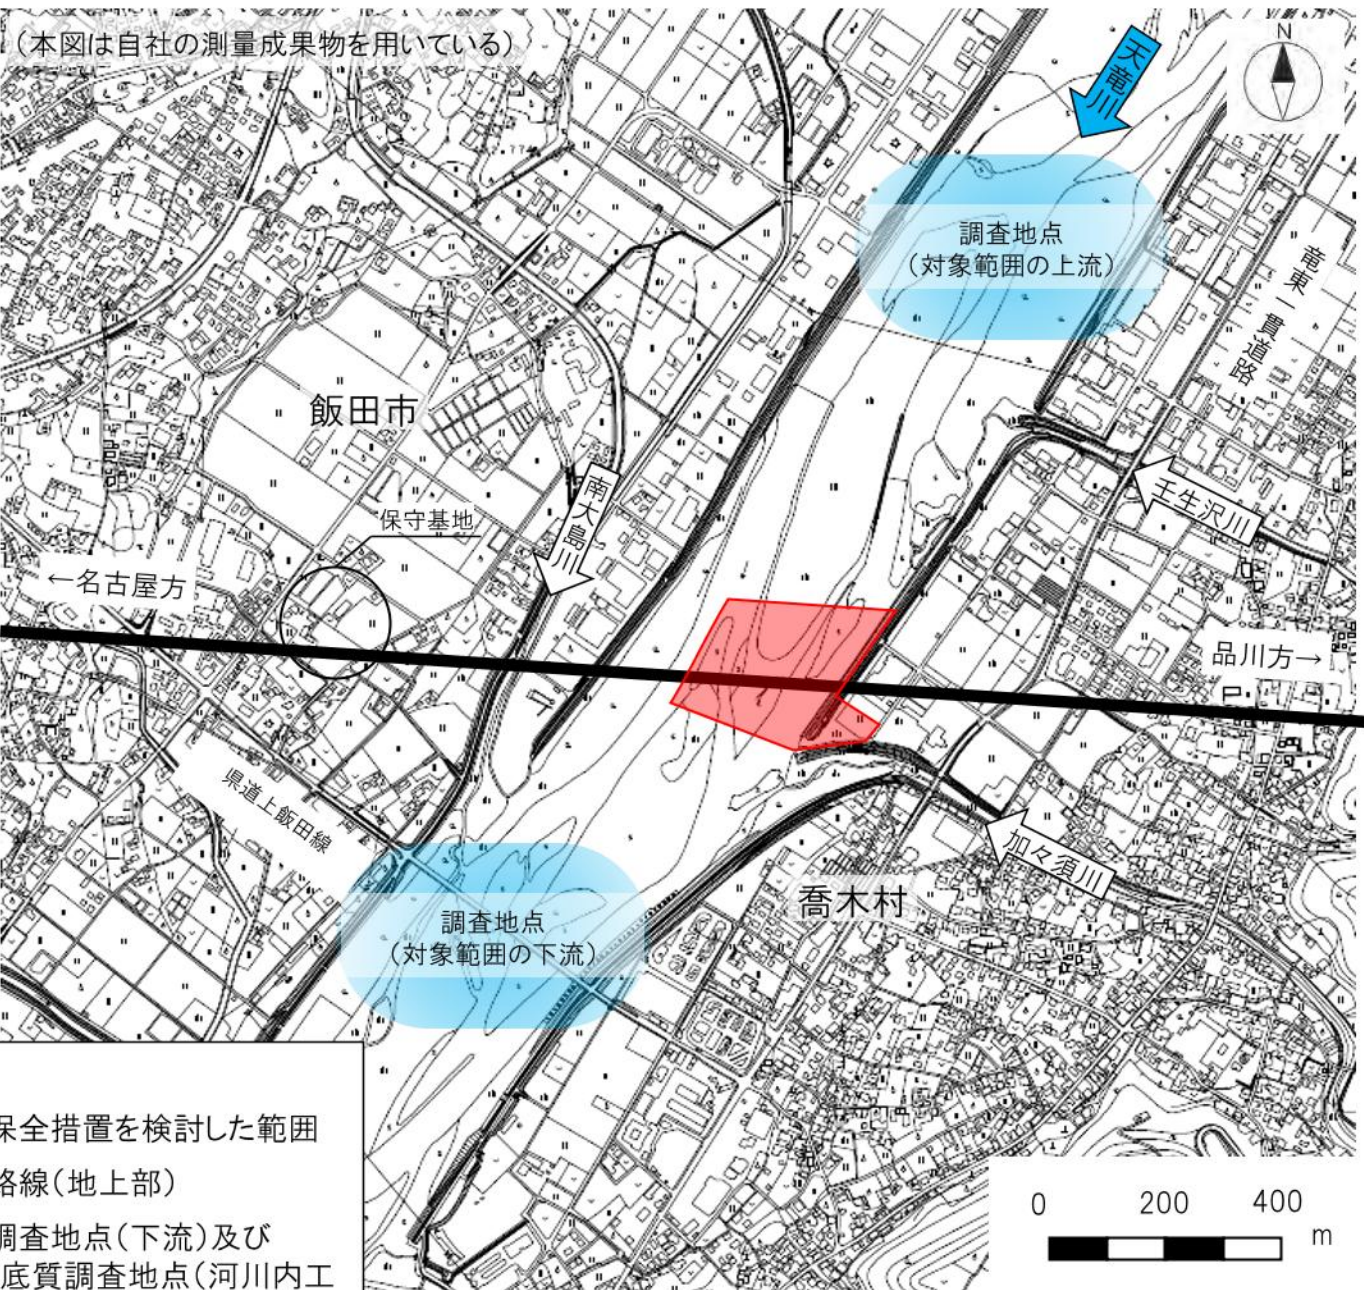 (本図は自社の測量成果物を用いている)
N
天竜川
調査地点
(対象範囲の上流)
竜東一貫道路
飯田市
南大島川
壬生沢川
保守基地
←名古屋方
品川方→
県道上飯田線
加々須川
喬木村
調査地点
(対象範囲の下流)
保全措置を検討した範囲
路線(地上部)
調査地点(下流)及び
底質調査地点(河川内工
0 200 400
m